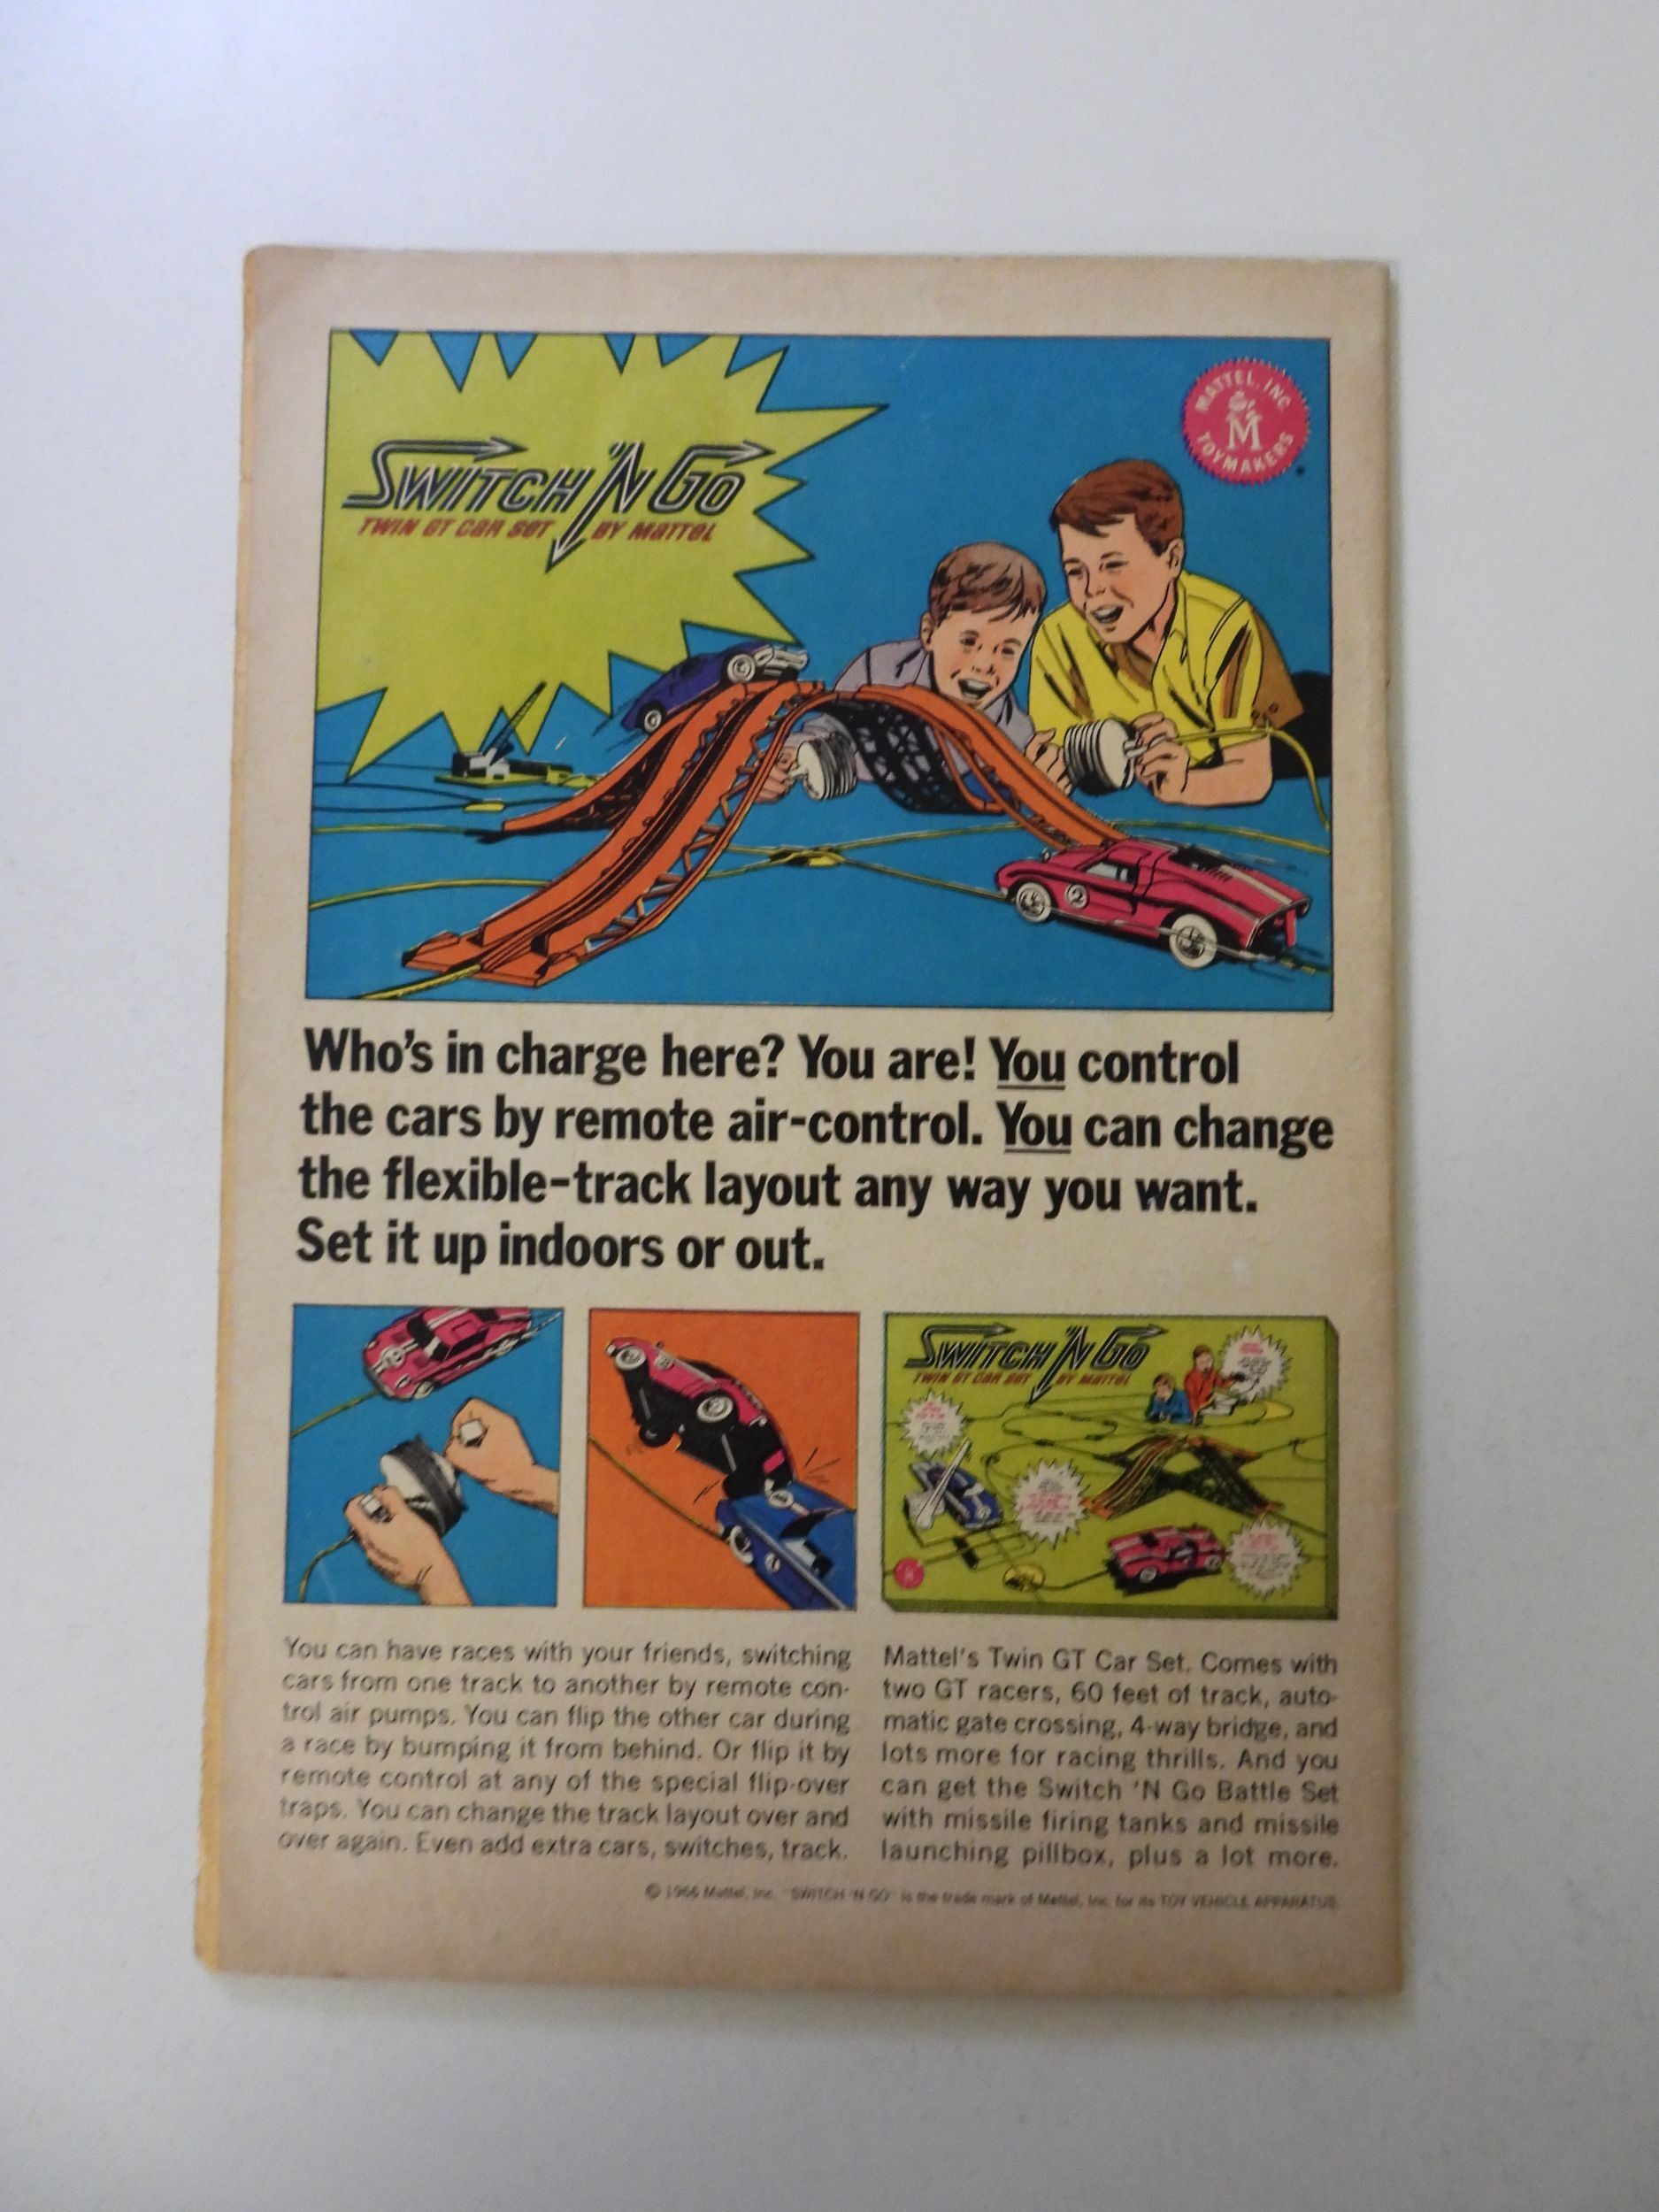 SWITCH 'N GO
TWIN GT CAR SET BY MATTEL
MATTEL, INC.
M
TOYMAKERS
2
Who's in charge here? You are! You control
the cars by remote air-control. You can change
the flexible-track layout any way you want.
Set it up indoors or out.
SWITCH 'N GO
TWIN GT CAR SET BY MATTEL
You can have races with your friends, switching
cars from one track to another by remote con-
trol air pumps. You can flip the other car during
a race by bumping it from behind. Or flip it by
remote control at any of the special flip-over
traps. You can change the track layout over and
over again. Even add extra cars, switches, track.
Mattel's Twin GT Car Set. Comes with
two GT racers, 60 feet of track, auto-
matic gate crossing, 4-way bridge, and
lots more for racing thrills. And you
can get the Switch 'N Go Battle Set
with missile firing tanks and missile
launching pillbox, plus a lot more.
© 1966 Mattel, Inc. "SWITCH 'N GO" is the trade mark of Mattel, Inc. for its TOY VEHICLE APPARATUS.